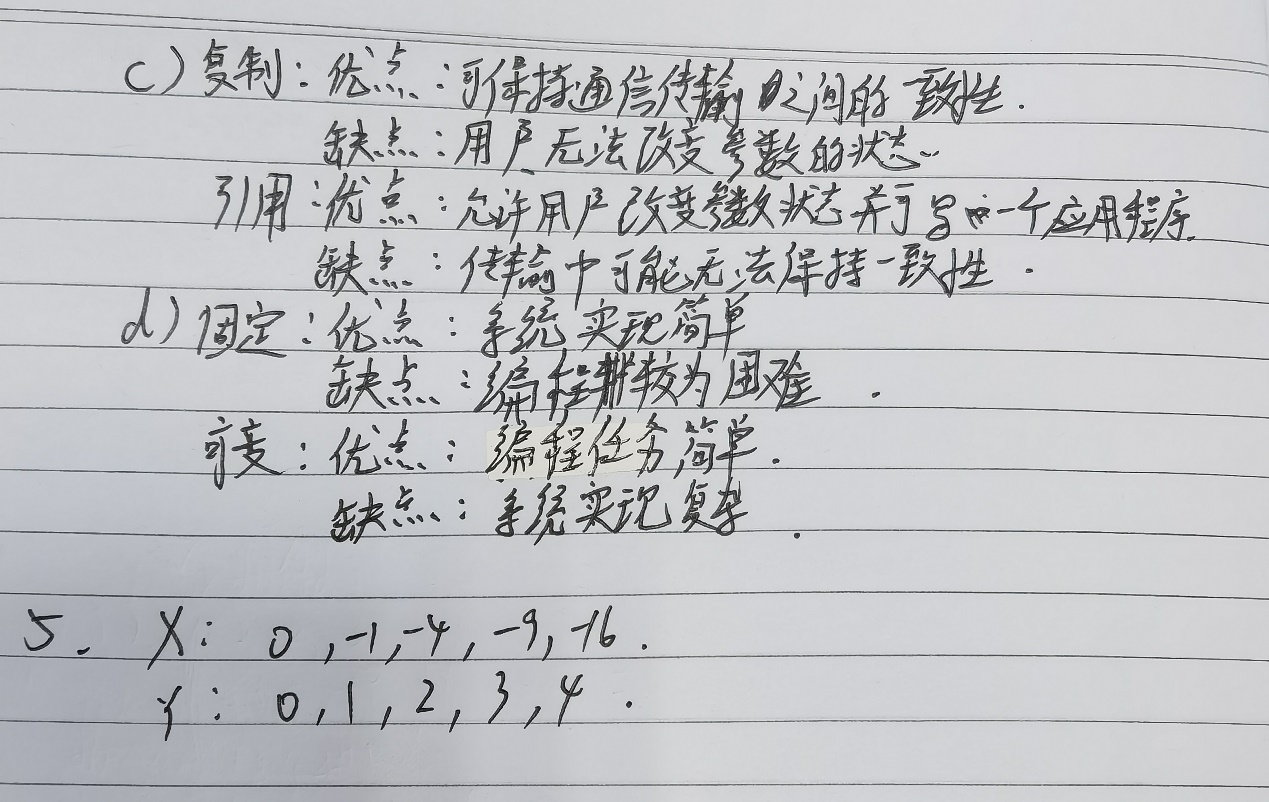 c) 复制：优点：可保持通信传输之间的一致性.
缺点：用户无法改变参数的状态.
引用：优点：允许用户改变参数状态并可写一个应用程序.
缺点：传输中可能无法保持一致性.
d) 固定：优点：系统实现简单
缺点：编程较为困难.
可变：优点：编程任务简单.
缺点：系统实现复杂.
5. X: 0,-1,-4,-9,-16.
Y: 0,1,2,3,4.